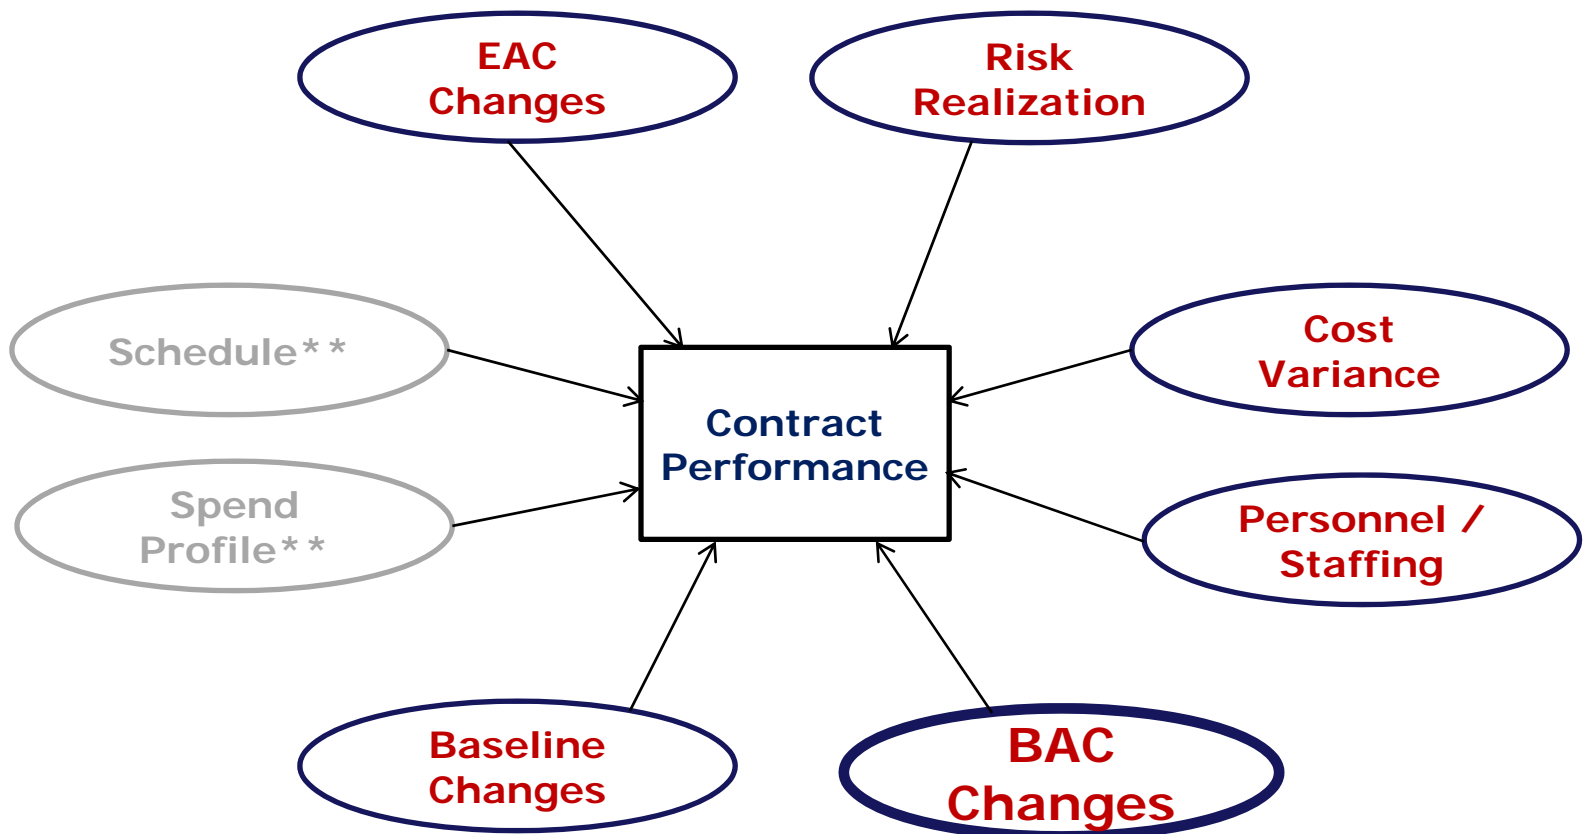 EAC
Changes
Risk
Realization
Schedule**
Cost
Variance
Contract
Performance
Spend
Profile**
Personnel /
Staffing
Baseline
Changes
BAC
Changes